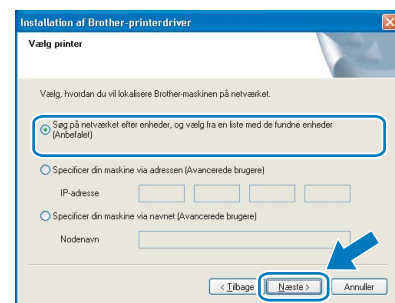 Installation af Brother-printerdriver
Vælg printer
Vælg, hvordan du vil lokalisere Brother-maskinen på netværket.
Søg på netværket efter enheder, og vælg fra en liste med de fundne enheder
(Anbefalet)
Specificer din maskine via adressen (Avancerede brugere)
IP-adresse
Specificer din maskine via navnet (Avancerede brugere)
Nodenavn
< Tilbage Næste > Annuller